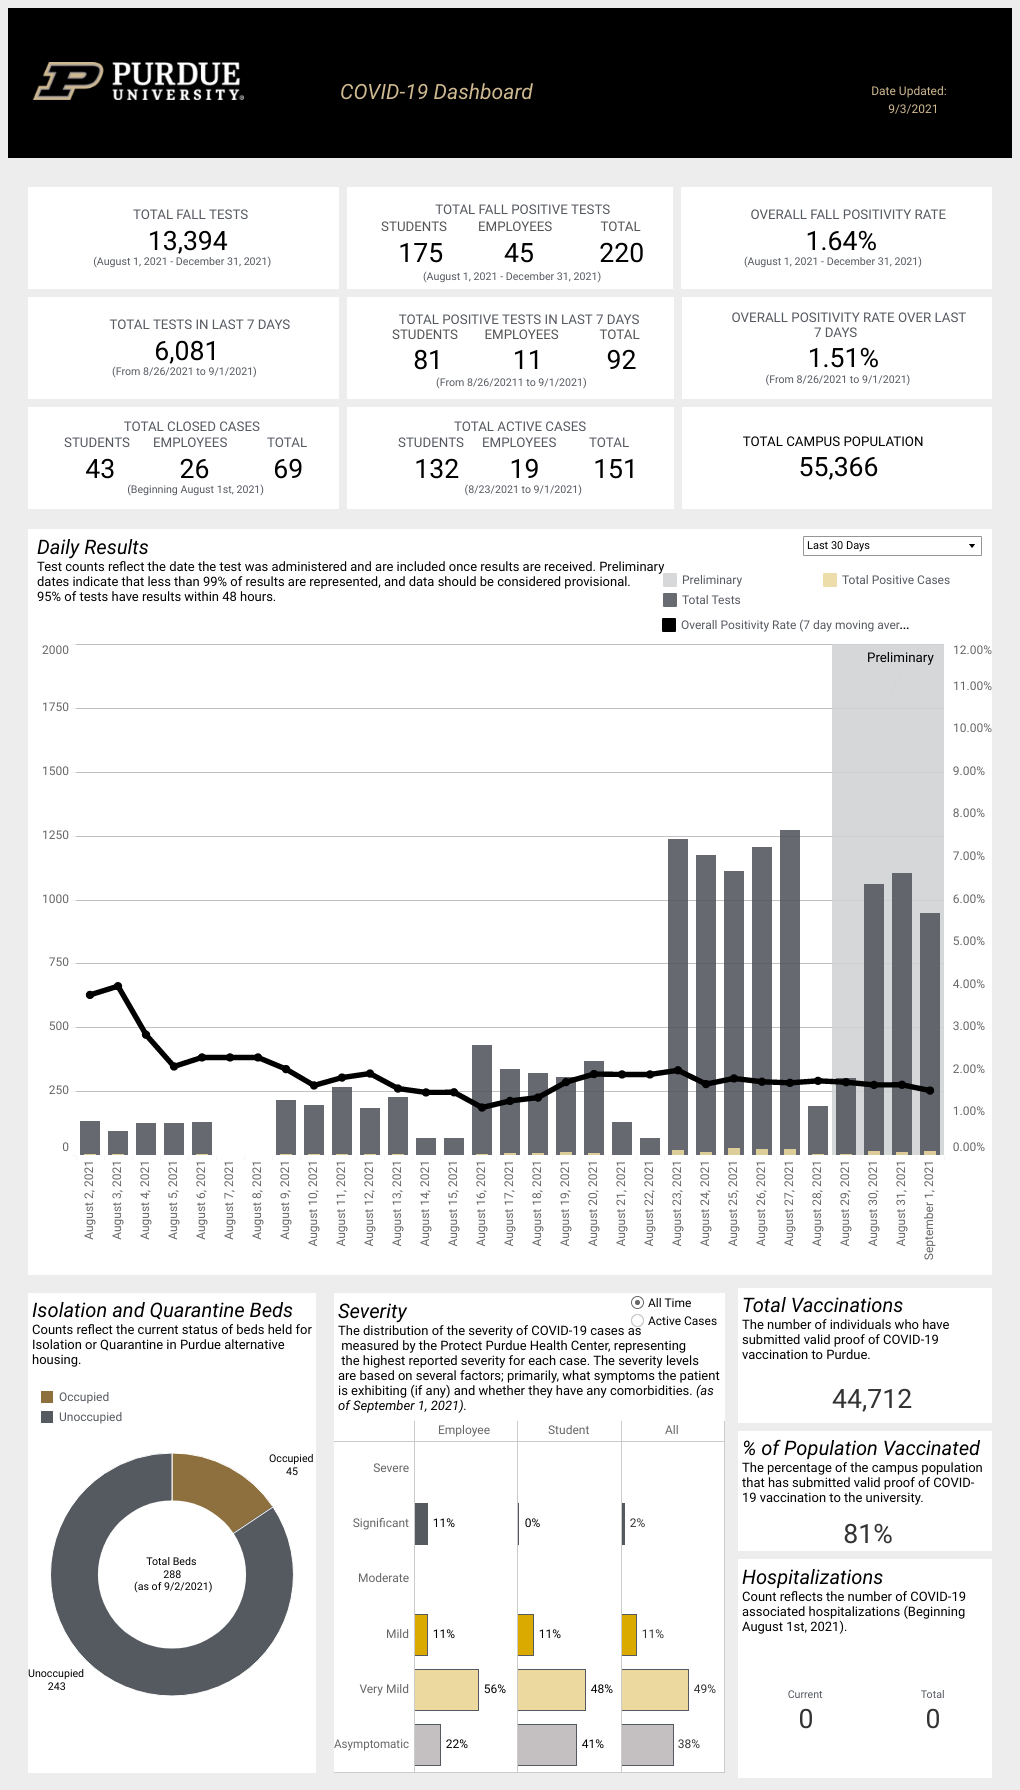 PURDUE
UNIVERSITY®
COVID-19 Dashboard
Date Updated:
9/3/2021
TOTAL FALL TESTS
13,394
(August 1, 2021 - December 31, 2021)
TOTAL FALL POSITIVE TESTS
STUDENTS EMPLOYEES TOTAL
175 45 220
(August 1, 2021 - December 31, 2021)
OVERALL FALL POSITIVITY RATE
1.64%
(August 1, 2021 - December 31, 2021)
TOTAL TESTS IN LAST 7 DAYS
6,081
(From 8/26/2021 to 9/1/2021)
TOTAL POSITIVE TESTS IN LAST 7 DAYS
STUDENTS EMPLOYEES TOTAL
81 11 92
(From 8/26/20211 to 9/1/2021)
OVERALL POSITIVITY RATE OVER LAST
7 DAYS
1.51%
(From 8/26/2021 to 9/1/2021)
TOTAL CLOSED CASES
STUDENTS EMPLOYEES TOTAL
43 26 69
(Beginning August 1st, 2021)
TOTAL ACTIVE CASES
STUDENTS EMPLOYEES TOTAL
132 19 151
(8/23/2021 to 9/1/2021)
TOTAL CAMPUS POPULATION
55,366
Daily Results
Test counts reflect the date the test was administered and are included once results are received. Preliminary
dates indicate that less than 99% of results are represented, and data should be considered provisional.
95% of tests have results within 48 hours.
Last 30 Days
Preliminary
Total Positive Cases
Total Tests
Overall Positivity Rate (7 day moving aver...
Preliminary
2000
1750
1500
1250
1000
750
500
250
0
12.00%
11.00%
10.00%
9.00%
8.00%
7.00%
6.00%
5.00%
4.00%
3.00%
2.00%
1.00%
0.00%
August 2, 2021
August 3, 2021
August 4, 2021
August 5, 2021
August 6, 2021
August 7, 2021
August 8, 2021
August 9, 2021
August 10, 2021
August 11, 2021
August 12, 2021
August 13, 2021
August 14, 2021
August 15, 2021
August 16, 2021
August 17, 2021
August 18, 2021
August 19, 2021
August 20, 2021
August 21, 2021
August 22, 2021
August 23, 2021
August 24, 2021
August 25, 2021
August 26, 2021
August 27, 2021
August 28, 2021
August 29, 2021
August 30, 2021
August 31, 2021
September 1, 2021
Isolation and Quarantine Beds
Counts reflect the current status of beds held for
Isolation or Quarantine in Purdue alternative
housing.
Occupied
Unoccupied
Occupied
45
Total Beds
288
(as of 9/2/2021)
Unoccupied
243
Severity
All Time
Active Cases
The distribution of the severity of COVID-19 cases as
measured by the Protect Purdue Health Center, representing
the highest reported severity for each case. The severity levels
are based on several factors; primarily, what symptoms the patient
is exhibiting (if any) and whether they have any comorbidities. (as
of September 1, 2021).
Employee Student All
Severe
Significant 11% 0% 2%
Moderate
Mild 11% 11% 11%
Very Mild 56% 48% 49%
Asymptomatic 22% 41% 38%
Total Vaccinations
The number of individuals who have
submitted valid proof of COVID-19
vaccination to Purdue.
44,712
% of Population Vaccinated
The percentage of the campus population
that has submitted valid proof of COVID-
19 vaccination to the university.
81%
Hospitalizations
Count reflects the number of COVID-19
associated hospitalizations (Beginning
August 1st, 2021).
Current Total
0 0